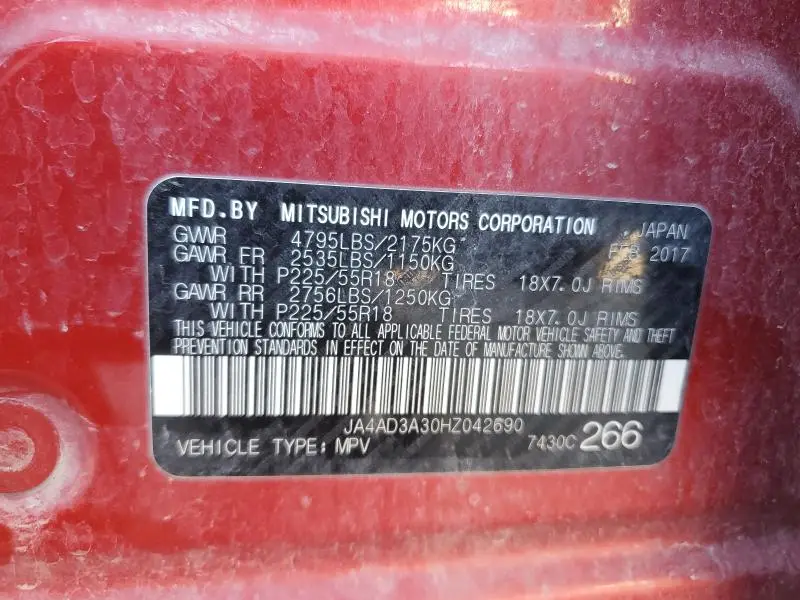 MFD.BY MITSUBISHI MOTORS CORPORATION JAPAN
GVWR 4795LBS/2175KG FEB 2017
GAWR FR 2535LBS/1150KG
WITH P225/55R18 TIRES 18X7.0J RIMS
GAWR RR 2756LBS/1250KG
WITH P225/55R18 TIRES 18X7.0J RIMS
THIS VEHICLE CONFORMS TO ALL APPLICABLE FEDERAL MOTOR VEHICLE SAFETY AND THEFT
PREVENTION STANDARDS IN EFFECT ON THE DATE OF MANUFACTURE SHOWN ABOVE.
JA4AD3A30HZ042690
VEHICLE TYPE: MPV 7430C 266